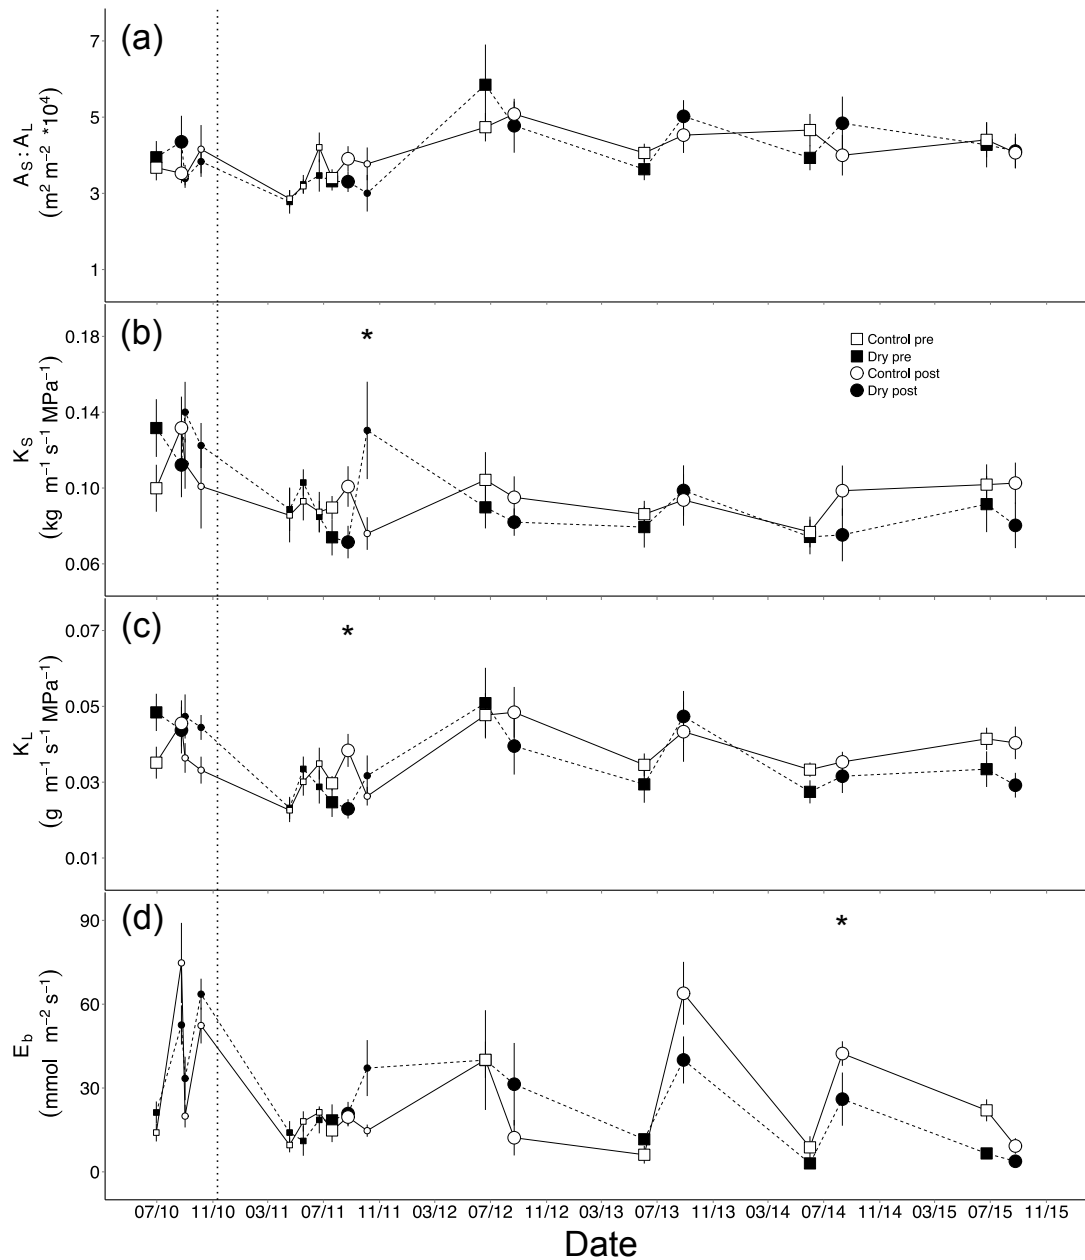 (a)
7
5
3
1
A_S : A_L
(m² m⁻² *10⁴)
(b)
*
0.18
0.14
0.10
0.06
K_S
(kg m⁻¹ s⁻¹ MPa⁻¹)
Control pre
Dry pre
Control post
Dry post
(c)
*
0.07
0.05
0.03
0.01
K_L
(g m⁻¹ s⁻¹ MPa⁻¹)
(d)
*
90
60
30
0
E_b
(mmol m⁻² s⁻¹)
07/10 11/10 03/11 07/11 11/11 03/12 07/12 11/12 03/13 07/13 11/13 03/14 07/14 11/14 03/15 07/15 11/15
Date